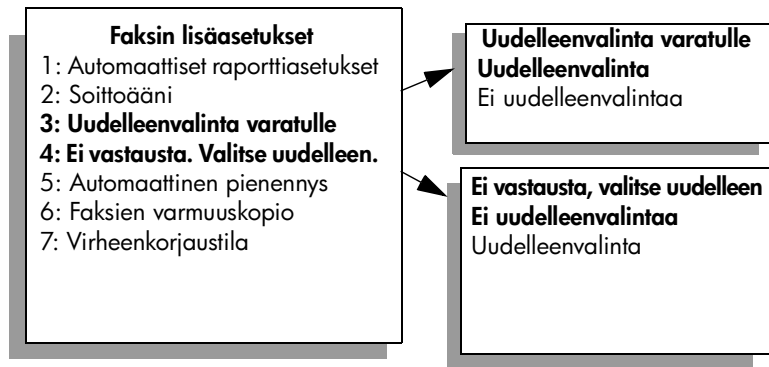 Faksin lisäasetukset
1: Automaattiset raporttiasetukset
2: Soittoääni
3: Uudelleenvalinta varatulle
4: Ei vastausta. Valitse uudelleen.
5: Automaattinen pienennys
6: Faksien varmuuskopio
7: Virheenkorjaustila
Uudelleenvalinta varatulle
Uudelleenvalinta
Ei uudelleenvalintaa
Ei vastausta, valitse uudelleen
Ei uudelleenvalintaa
Uudelleenvalinta